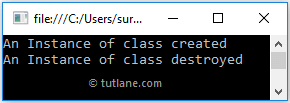 file:///C:/Users/sur...
An Instance of class created
An Instance of class destroyed
© tutlane.com